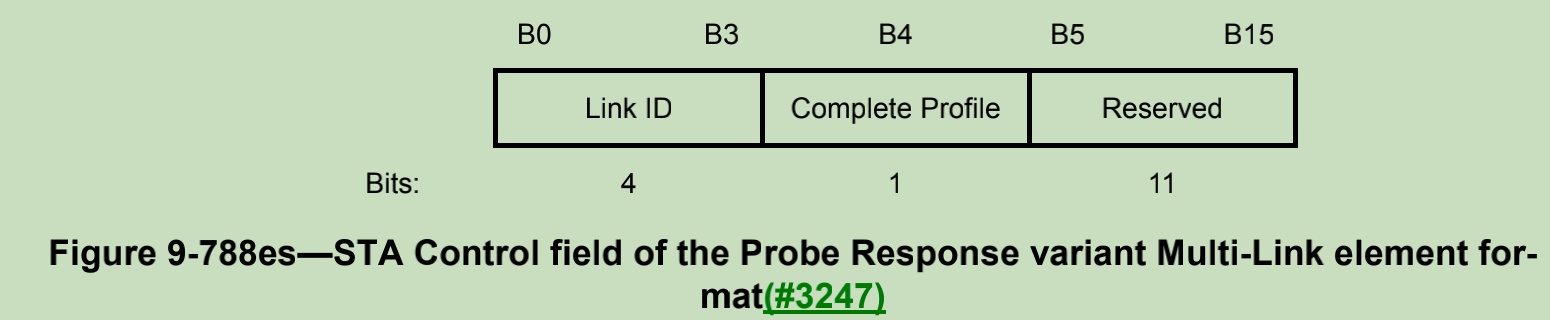 B0 B3 B4 B5 B15
Link ID Complete Profile Reserved
Bits: 4 1 11
Figure 9-788es—STA Control field of the Probe Response variant Multi-Link element for-
mat(#3247)